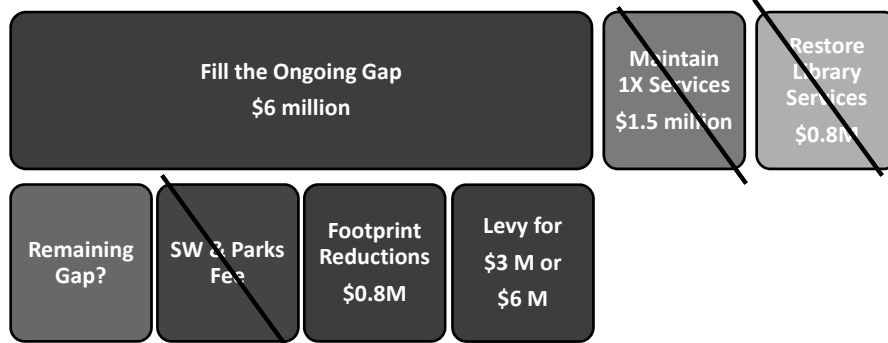 Fill the Ongoing Gap
$6 million
Maintain
1X Services
$1.5 million
Restore
Library
Services
$0.8M
Remaining
Gap?
SW & Parks
Fee
Footprint
Reductions
$0.8M
Levy for
$3 M or
$6 M